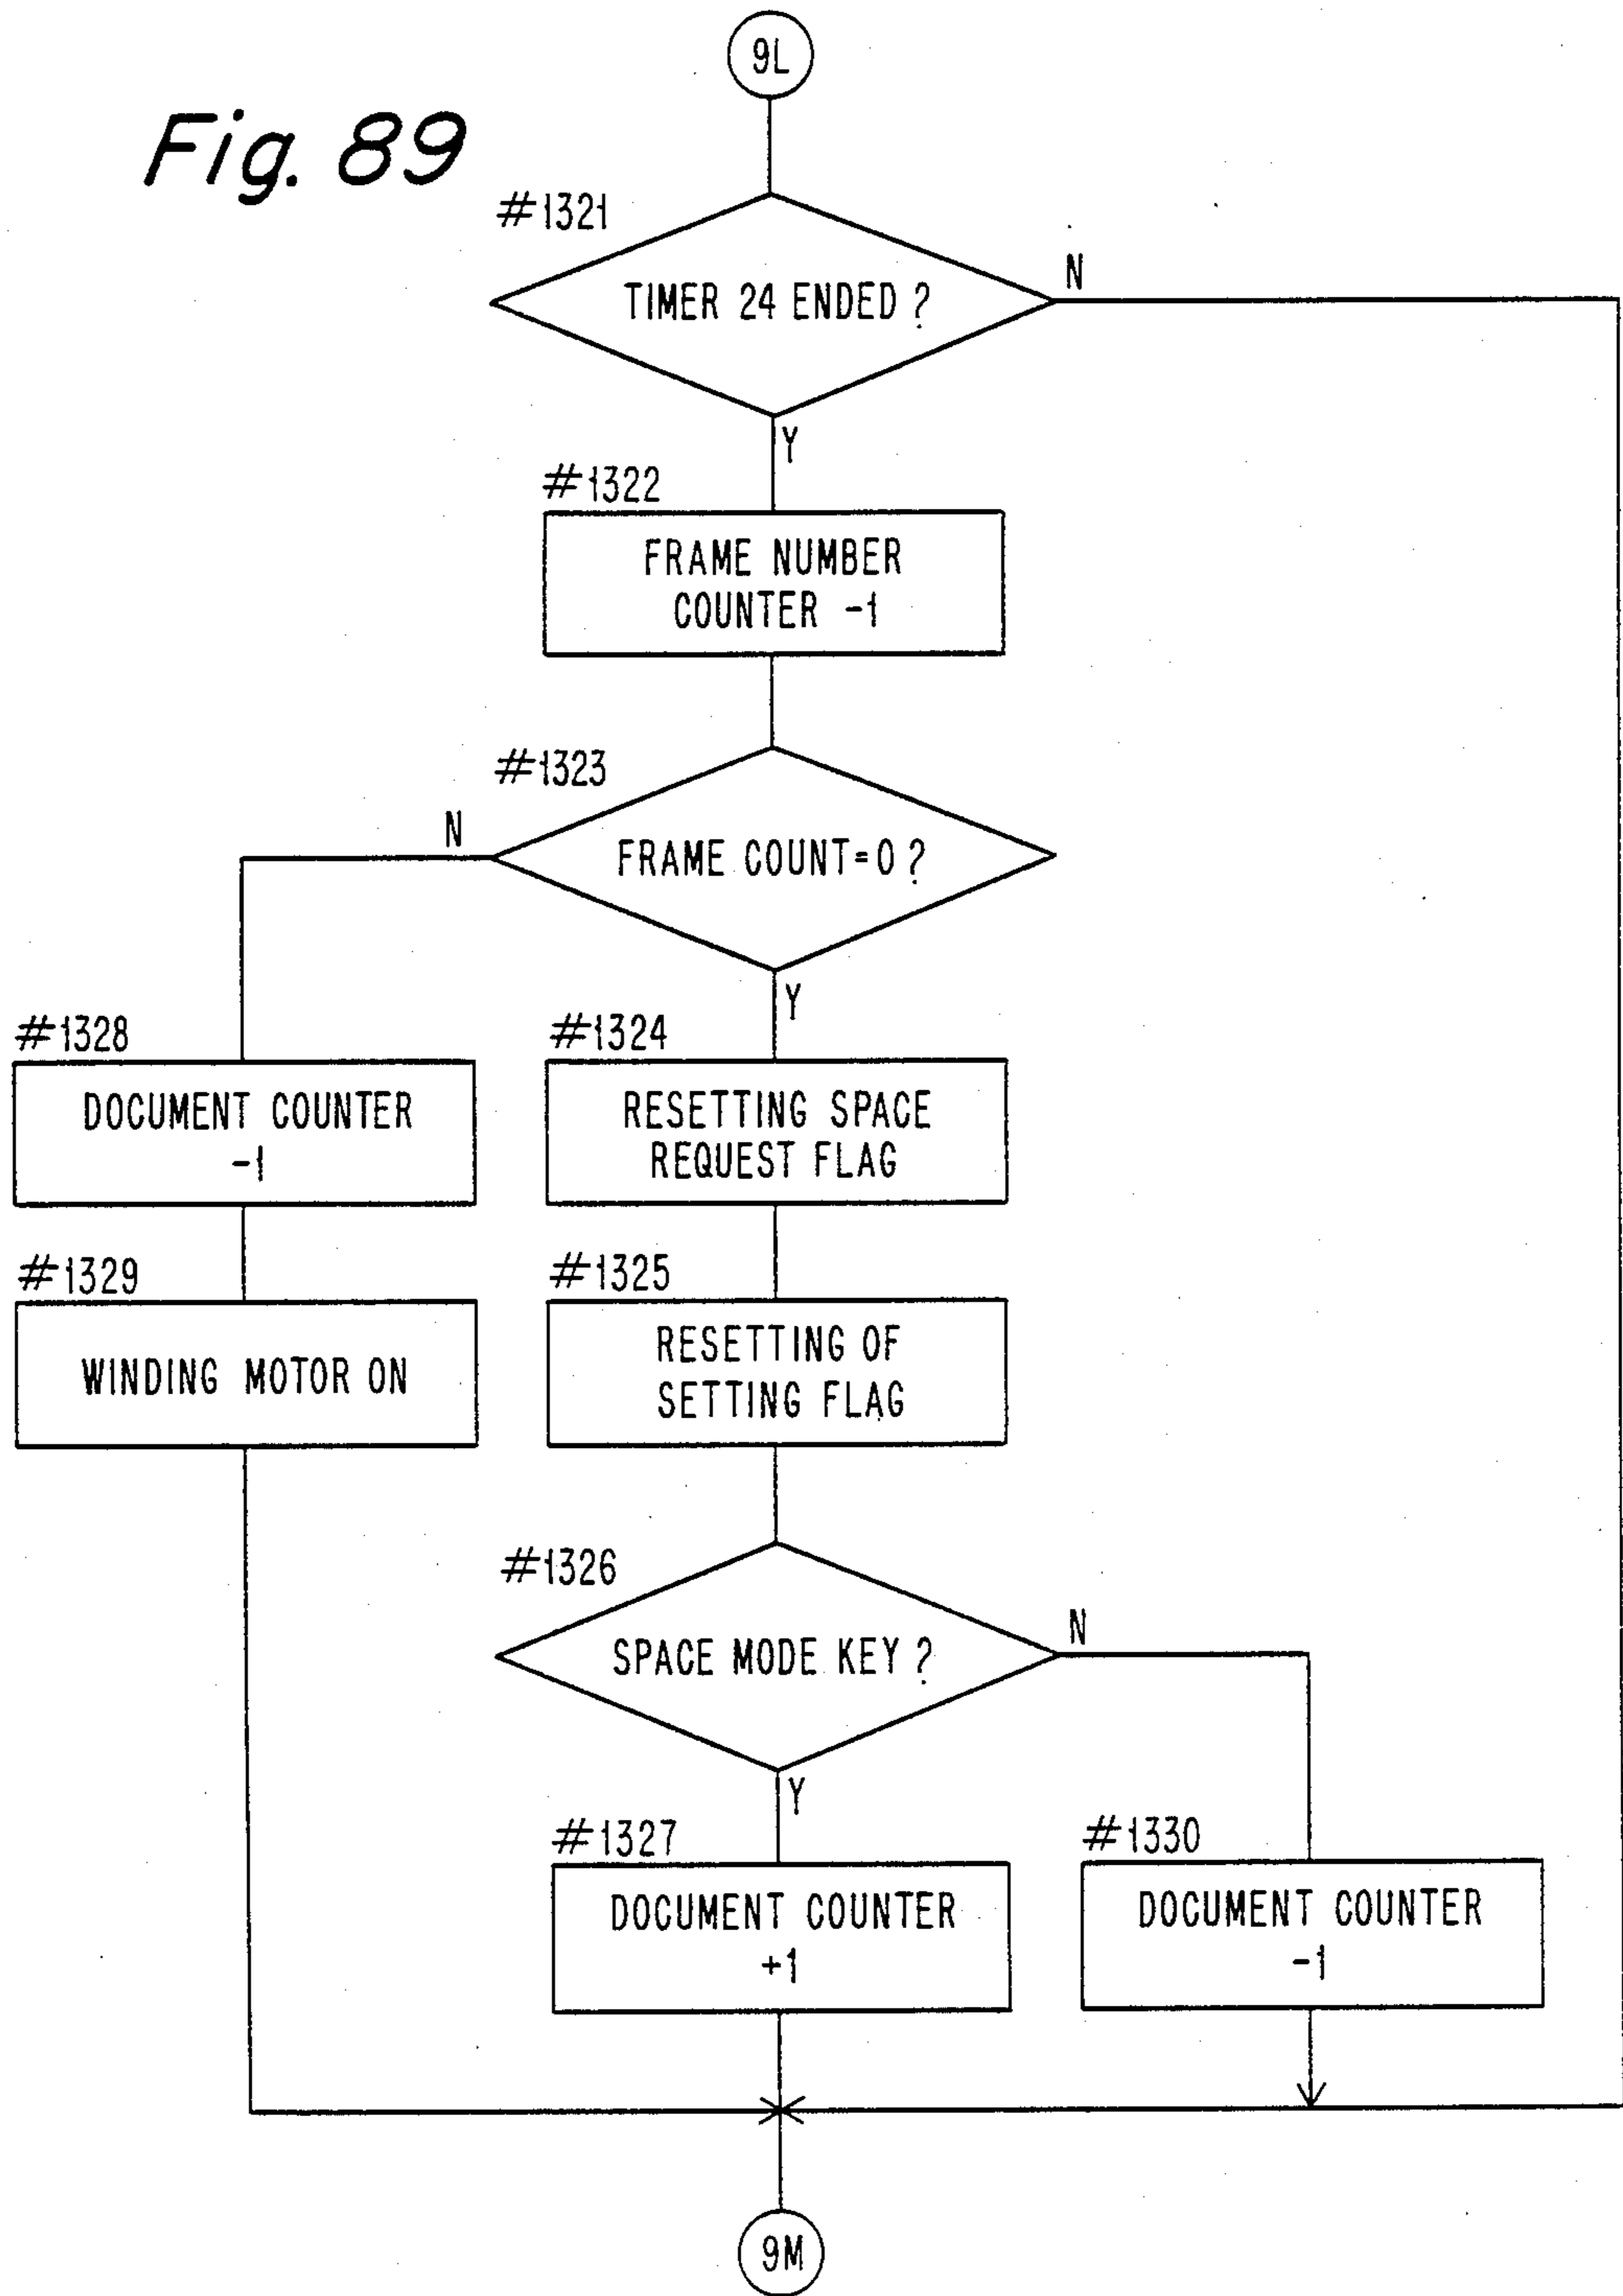 9L
Fig. 89
#1321
TIMER 24 ENDED ?
N
Y
#1322
FRAME NUMBER
COUNTER -1
#1323
N
FRAME COUNT=0 ?
Y
#1328
DOCUMENT COUNTER
-1
#1324
RESETTING SPACE
REQUEST FLAG
#1329
WINDING MOTOR ON
#1325
RESETTING OF
SETTING FLAG
#1326
SPACE MODE KEY ?
N
Y
#1327
DOCUMENT COUNTER
+1
#1330
DOCUMENT COUNTER
-1
9M